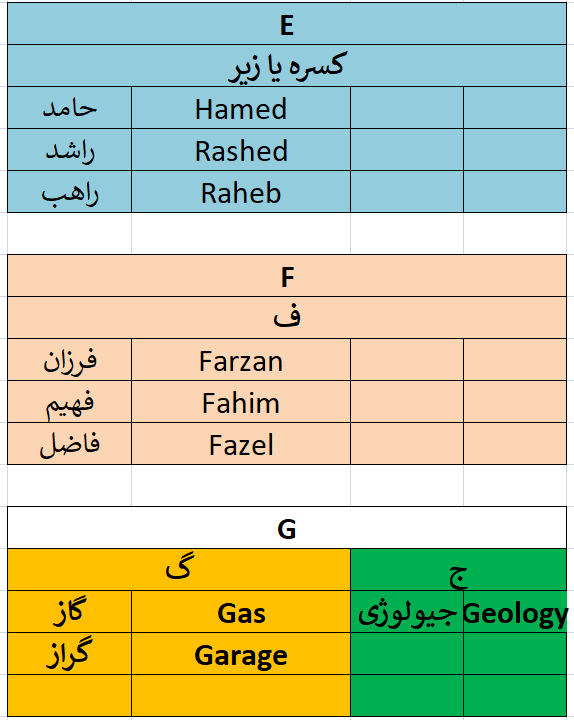 E
کسره یا زیر
حامد Hamed
راشد Rashed
راهب Raheb
F
ف
فرزان Farzan
فهیم Fahim
فاضل Fazel
G
گ ج
گاز Gas جیولوژی Geology
گراز Garage